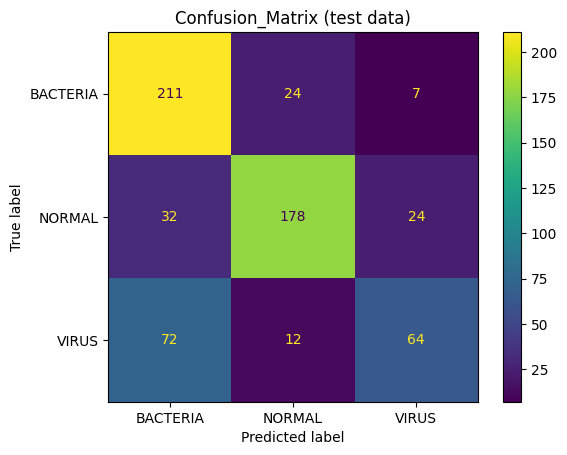 Confusion_Matrix (test data)
BACTERIA 211 24 7
NORMAL 32 178 24
VIRUS 72 12 64
BACTERIA NORMAL VIRUS
Predicted label
True label
200
175
150
125
100
75
50
25